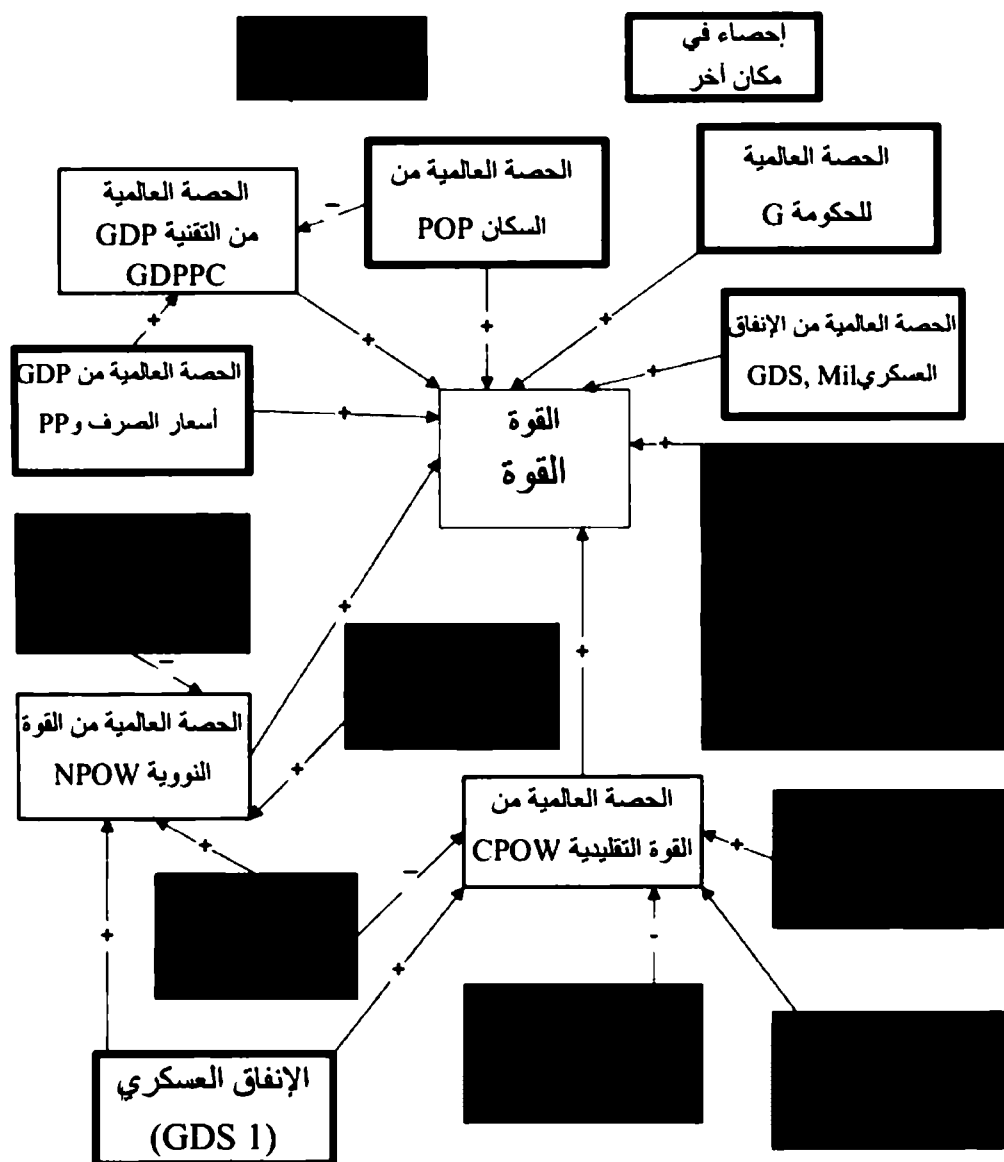 إحصاء في
مكان أخر
الحصة العالمية
من التقنية GDP
GDPPC
الحصة العالمية من
السكان POP
الحصة العالمية
للحكومة G
الحصة العالمية من الإنفاق
العسكري GDS, Mil
الحصة العالمية من GDP
أسعار الصرف وPP
القوة
القوة
الحصة العالمية من القوة
النووية NPOW
الحصة العالمية من
القوة التقليدية CPOW
الإنفاق العسكري
(GDS 1)